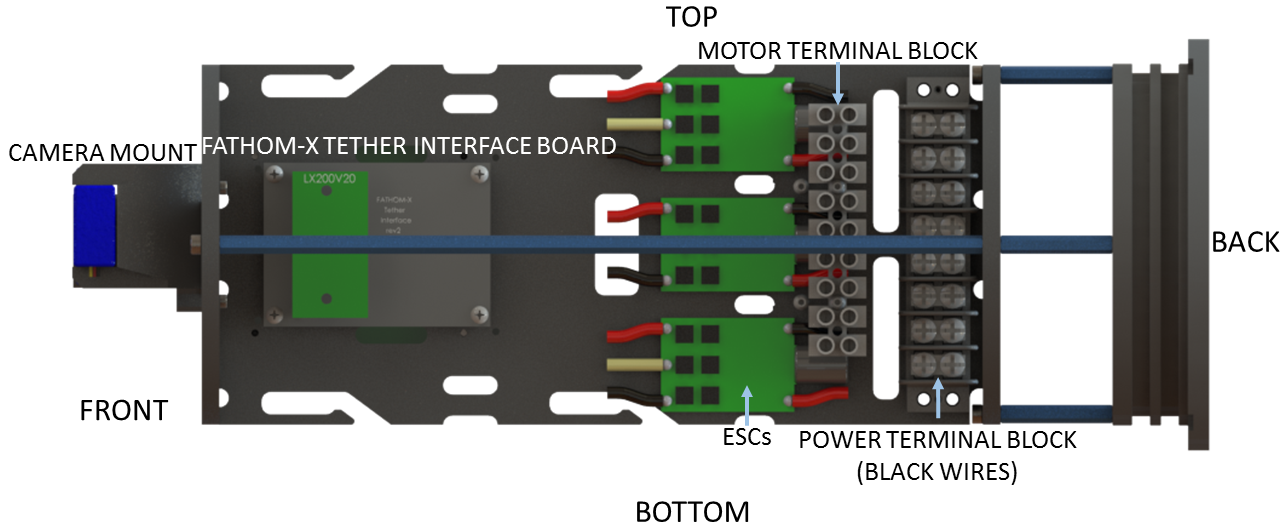 TOP
MOTOR TERMINAL BLOCK
CAMERA MOUNT
FATHOM-X TETHER INTERFACE BOARD
LX200V20
FATHOM-X
Tether
Interface
rev2
BACK
FRONT
ESCs
POWER TERMINAL BLOCK
(BLACK WIRES)
BOTTOM